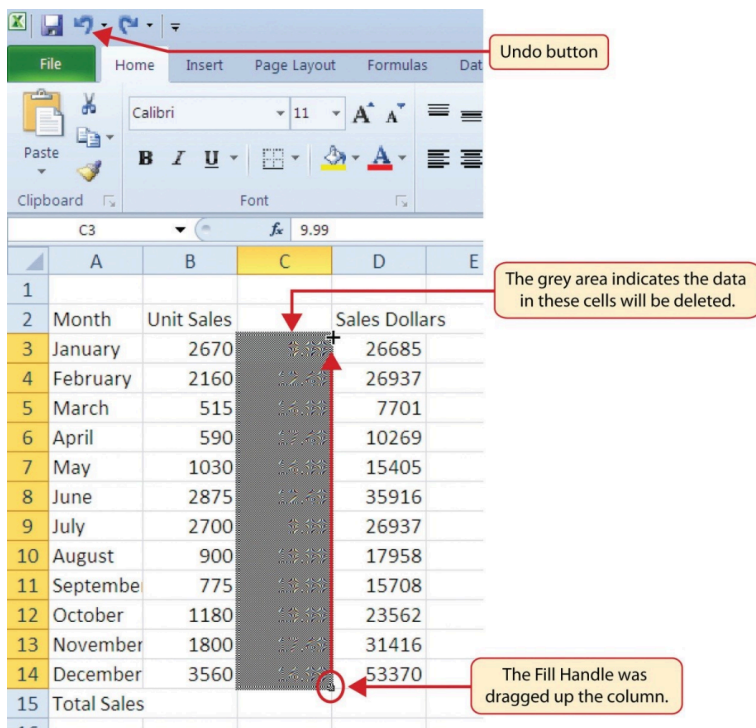 Undo button
File Home Insert Page Layout Formulas Dat
Calibri 11 A A
Paste B I U A
Clipboard Font
C3 fx 9.99
A B C D E
The grey area indicates the data
in these cells will be deleted.
1
2 Month Unit Sales Sales Dollars
3 January 2670 26685
4 February 2160 26937
5 March 515 7701
6 April 590 10269
7 May 1030 15405
8 June 2875 35916
9 July 2700 26937
10 August 900 17958
11 September 775 15708
12 October 1180 23562
13 November 1800 31416
14 December 3560 53370
15 Total Sales
The Fill Handle was
dragged up the column.